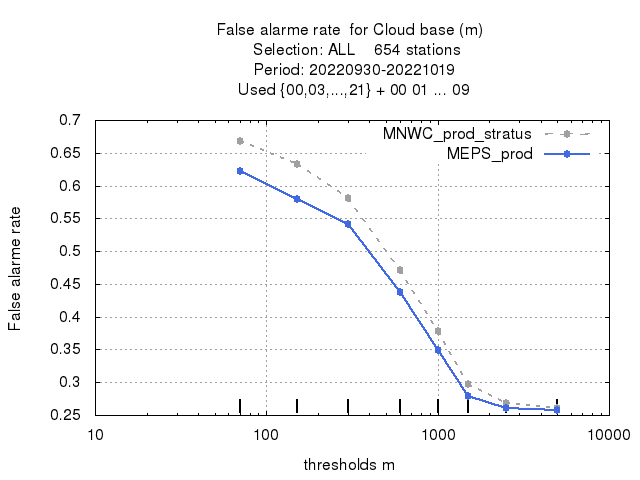 False alarme rate  for Cloud base (m)
Selection: ALL    654 stations
Period: 20220930-20221019
Used {00,03,...,21} + 00 01 ... 09
MNWC_prod_stratus
MEPS_prod
False alarme rate
0.7
0.65
0.6
0.55
0.5
0.45
0.4
0.35
0.3
0.25
10 100 1000 10000
thresholds m